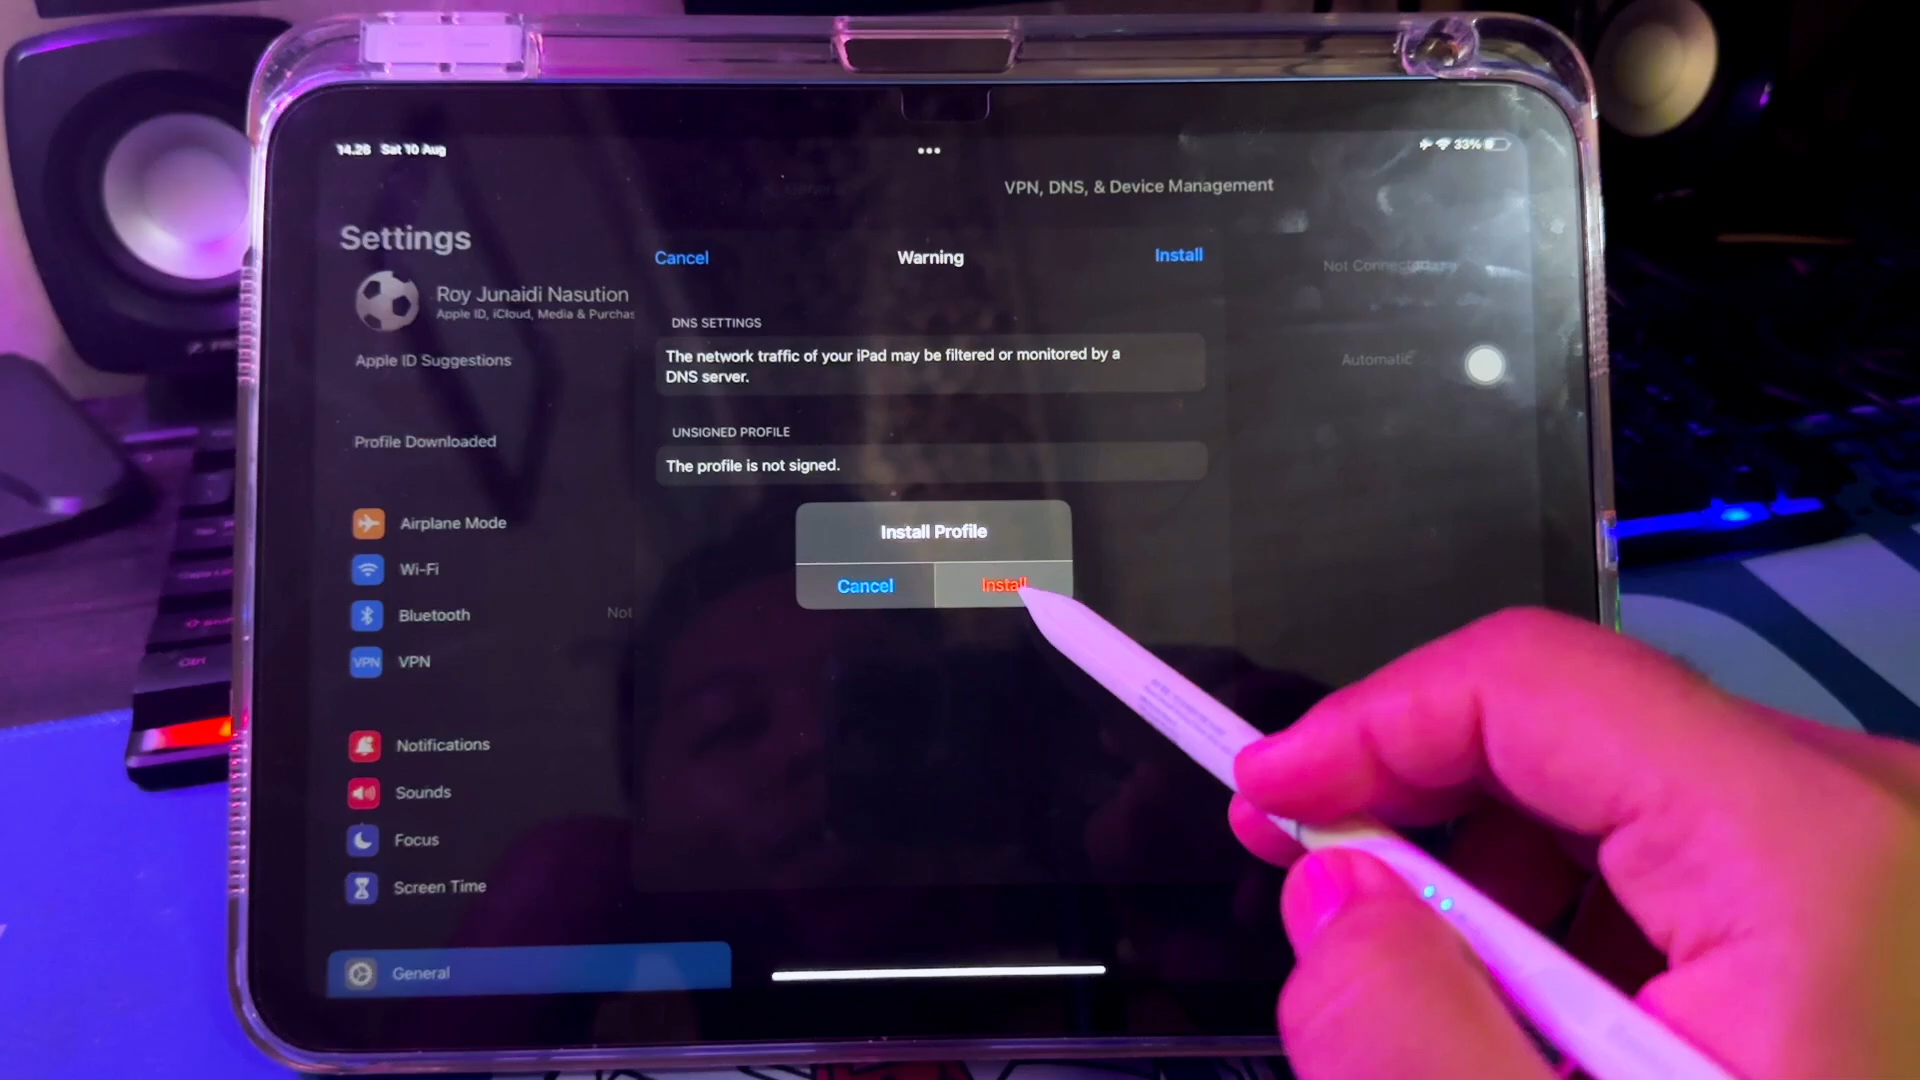 14.28 Sat 10 Aug
33%
VPN, DNS, & Device Management
Settings
Cancel
Warning
Install
Not Connected
Roy Junaidi Nasution
Apple ID, iCloud, Media & Purchas
DNS SETTINGS
The network traffic of your iPad may be filtered or monitored by a
DNS server.
Apple ID Suggestions
Automatic
UNSIGNED PROFILE
Profile Downloaded
The profile is not signed.
Install Profile
Cancel
Install
Airplane Mode
Wi-Fi
Bluetooth
Not
VPN
VPN
Notifications
Sounds
Focus
Screen Time
General
Ctrl